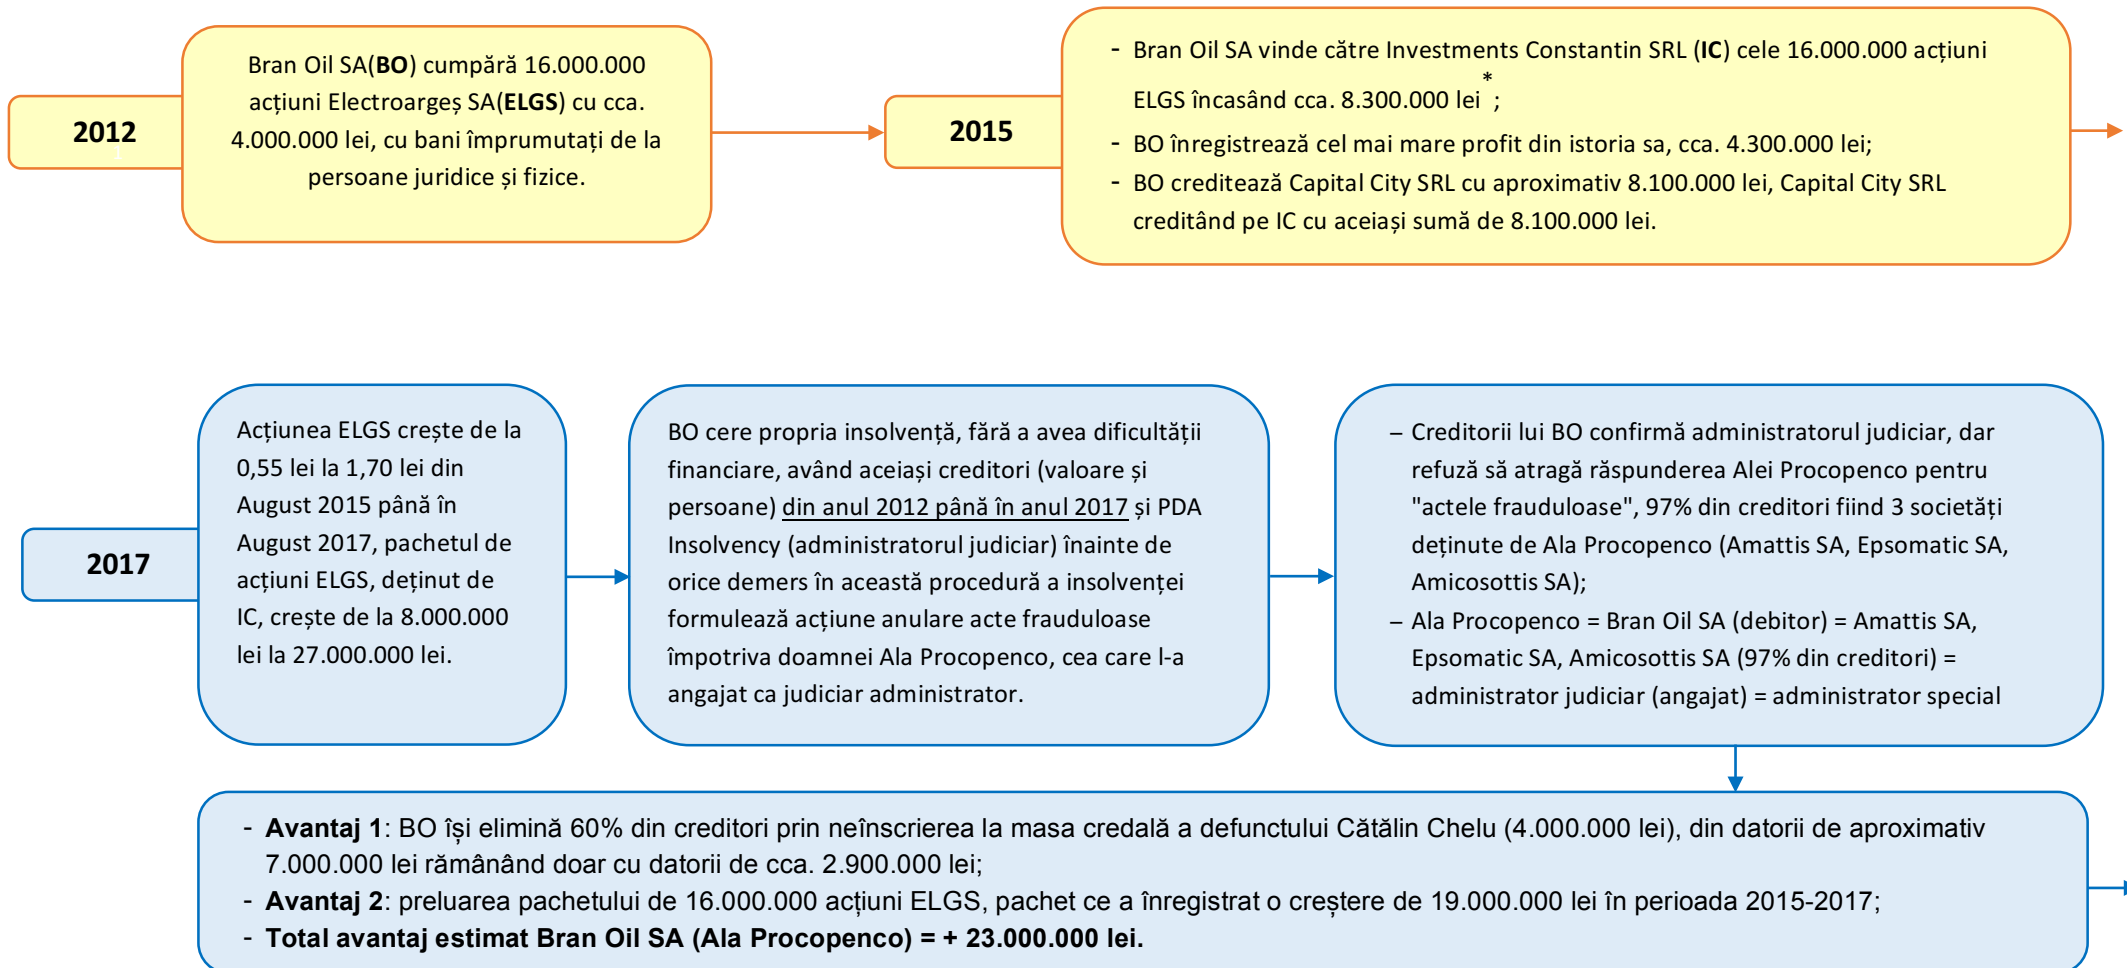 2012
Bran Oil SA(BO) cumpără 16.000.000
acțiuni Electroargeș SA(ELGS) cu cca.
4.000.000 lei, cu bani împrumutați de la
persoane juridice și fizice.
2015
- Bran Oil SA vinde către Investments Constantin SRL (IC) cele 16.000.000 acțiuni
ELGS încasând cca. 8.300.000 lei*;
- BO înregistrează cel mai mare profit din istoria sa, cca. 4.300.000 lei;
- BO creditează Capital City SRL cu aproximativ 8.100.000 lei, Capital City SRL
creditând pe IC cu aceiași sumă de 8.100.000 lei.
2017
Acțiunea ELGS crește de la
0,55 lei la 1,70 lei din
August 2015 până în
August 2017, pachetul de
acțiuni ELGS, deținut de
IC, crește de la 8.000.000
lei la 27.000.000 lei.
BO cere propria insolvență, fără a avea dificultății
financiare, având aceiași creditori (valoare și
persoane) din anul 2012 până în anul 2017 și PDA
Insolvency (administratorul judiciar) înainte de
orice demers în această procedură a insolvenței
formulează acțiune anulare acte frauduloase
împotriva doamnei Ala Procopenco, cea care l-a
angajat ca judiciar administrator.
– Creditorii lui BO confirmă administratorul judiciar, dar
refuză să atragă răspunderea Alei Procopenco pentru
"actele frauduloase", 97% din creditori fiind 3 societăți
deținute de Ala Procopenco (Amattis SA, Epsomatic SA,
Amicosottis SA);
– Ala Procopenco = Bran Oil SA (debitor) = Amattis SA,
Epsomatic SA, Amicosottis SA (97% din creditori) =
administrator judiciar (angajat) = administrator special
- Avantaj 1: BO își elimină 60% din creditori prin neînscrierea la masa credală a defunctului Cătălin Chelu (4.000.000 lei), din datorii de aproximativ
7.000.000 lei rămânând doar cu datorii de cca. 2.900.000 lei;
- Avantaj 2: preluarea pachetului de 16.000.000 acțiuni ELGS, pachet ce a înregistrat o creștere de 19.000.000 lei în perioada 2015-2017;
- Total avantaj estimat Bran Oil SA (Ala Procopenco) = + 23.000.000 lei.